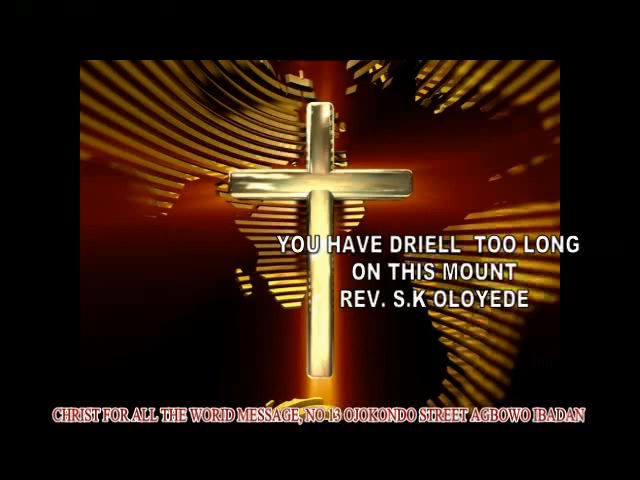 YOU HAVE DRIELL TOO LONG
ON THIS MOUNT
REV. S.K OLOYEDE
CHRIST FOR ALL THE WORID MESSAGE, NO 13 OJOKONDO STREET AGBOWO IBADAN